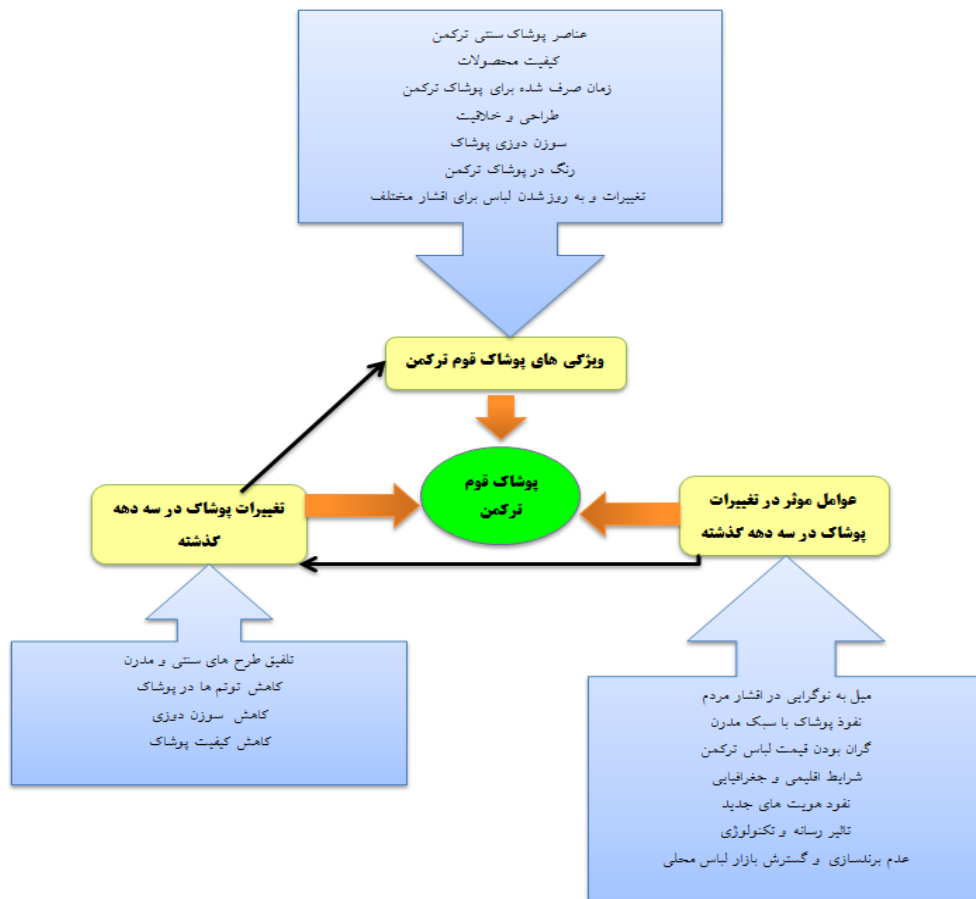 عناصر پوشاک سنتی ترکمن
کیفیت محصولات
زمان صرف شده برای پوشاک ترکمن
طراحی و خلاقیت
سوزن دوزی پوشاک
رنگ در پوشاک ترکمن
تغییرات و به روز شدن لباس برای اقشار مختلف
ویژگی های پوشاک قوم ترکمن
پوشاک قوم
ترکمن
عوامل موثر در تغییرات
پوشاک در سه دهه گذشته
تغییرات پوشاک در سه دهه
گذشته
میل به نوگرایی در اقشار مردم
نفوذ پوشاک با سبک مدرن
گران بودن قیمت لباس ترکمن
شرایط اقلیمی و جغرافیایی
نفود هویت های جدید
تاثیر رسانه و تکنولوژی
عدم برندسازی و گسترش بازار لباس محلی
تلفیق طرح های سنتی و مدرن
کاهش توتم ها در پوشاک
کاهش سوزن دوزی
کاهش کیفیت پوشاک